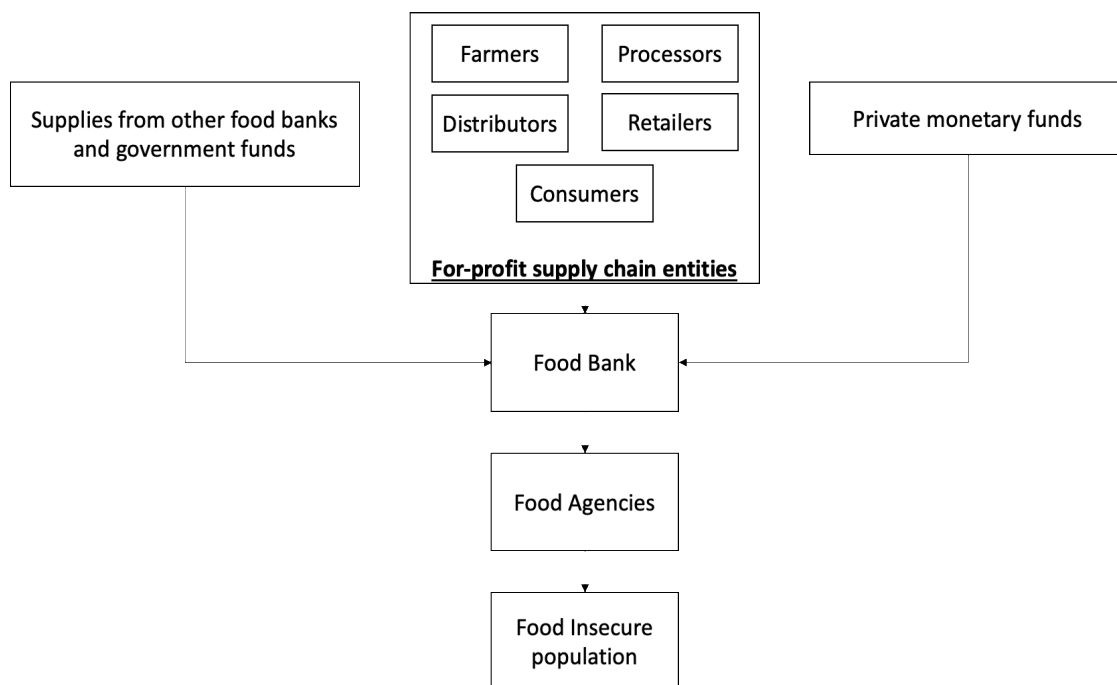 Supplies from other food banks
and government funds
Farmers
Processors
Distributors
Retailers
Consumers
For-profit supply chain entities
Private monetary funds
Food Bank
Food Agencies
Food Insecure
population